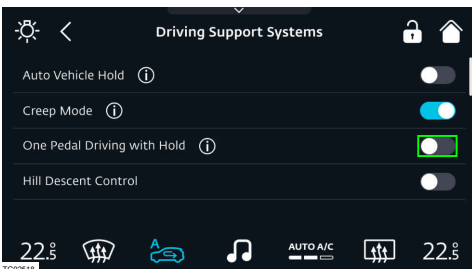 Driving Support Systems
Auto Vehicle Hold
Creep Mode
One Pedal Driving with Hold
Hill Descent Control
22.5° A AUTO A/C 22.5°
TC02518